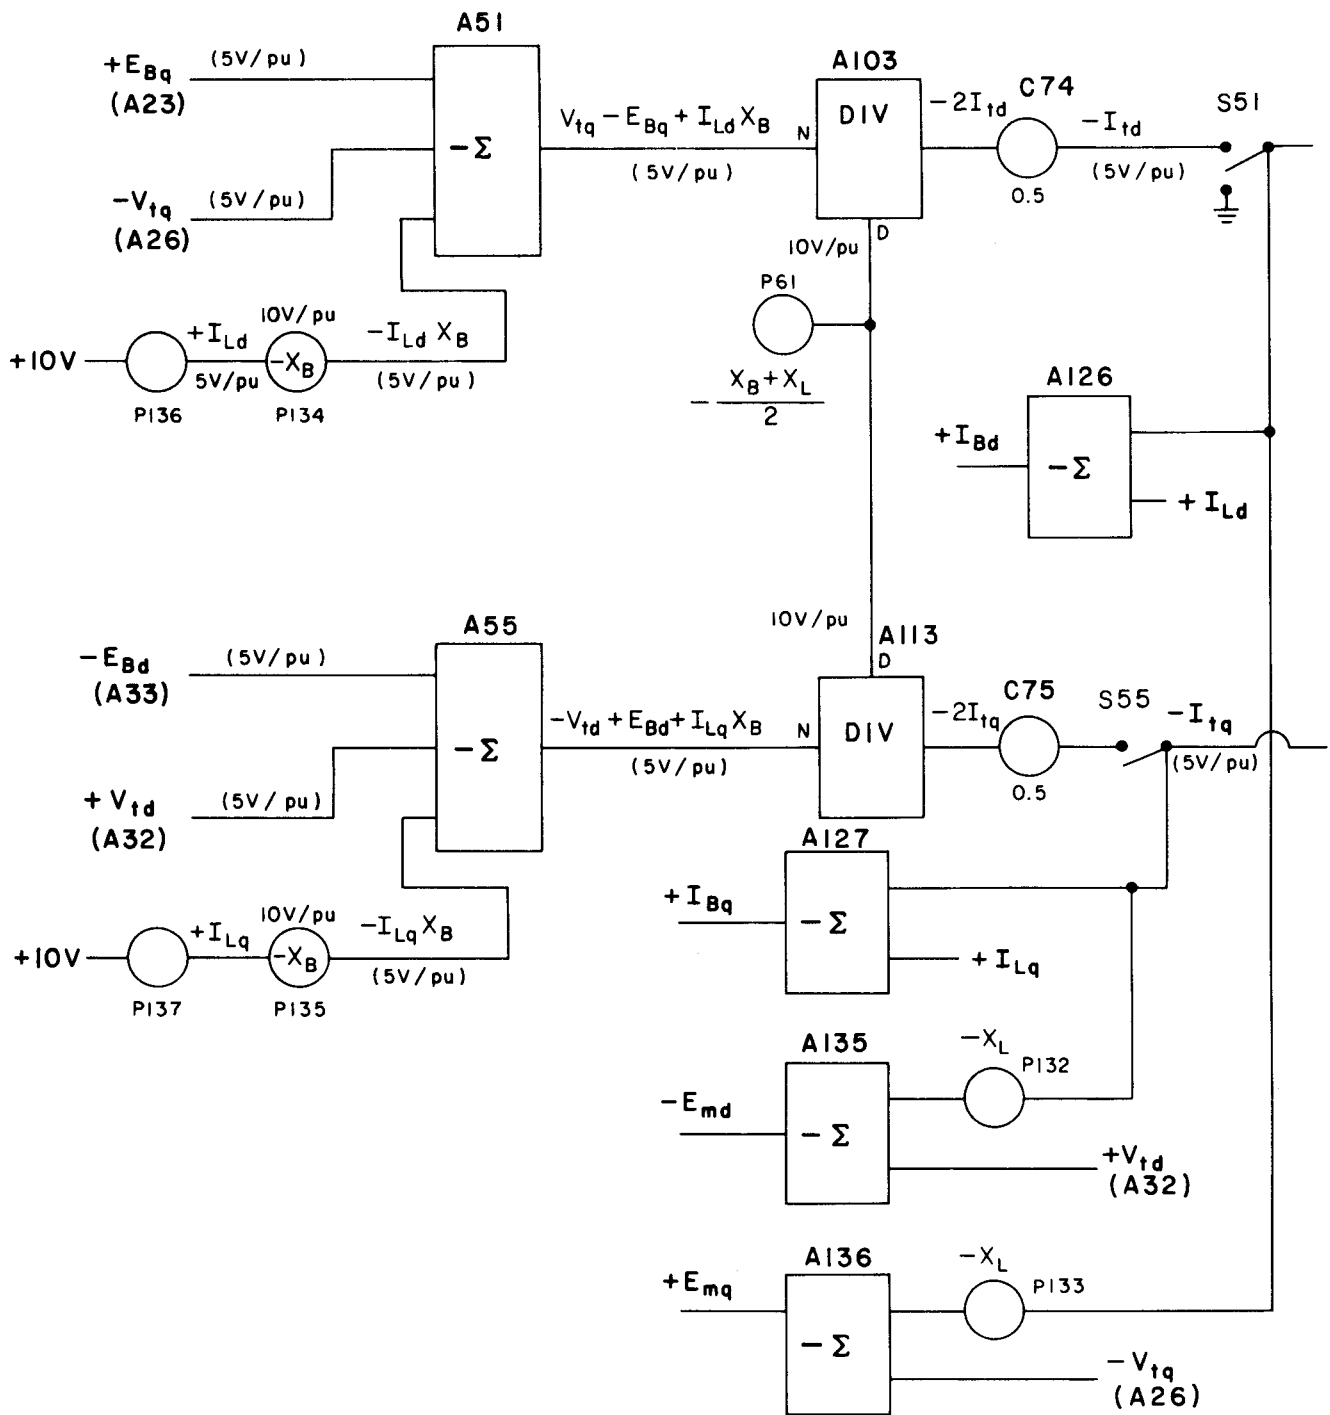 A51
+E_Bq (5V/pu)
(A23)
-Σ
-V_tq (5V/pu)
(A26)
V_tq - E_Bq + I_Ld X_B
(5V/pu)
A103
DIV
N
D
-2I_td
C74
0.5
-I_td
(5V/pu)
S51
10V/pu
P61
- (X_B + X_L)/2
+10V
P136
+I_Ld
5V/pu
10V/pu
-X_B
P134
-I_Ld X_B
(5V/pu)
A126
+I_Bd
-Σ
+ I_Ld
10V/pu
A55
-E_Bd (5V/pu)
(A33)
-Σ
+ V_td (5V/pu)
(A32)
-V_td + E_Bd + I_Lq X_B
(5V/pu)
A113
D
N
DIV
-2I_tq
C75
0.5
S55
-I_tq
(5V/pu)
+10V
P137
+I_Lq
10V/pu
-X_B
P135
-I_Lq X_B
(5V/pu)
A127
+I_Bq
-Σ
+ I_Lq
A135
-E_md
-Σ
-X_L
P132
+V_td
(A32)
A136
+E_mq
-Σ
-X_L
P133
-V_tq
(A26)